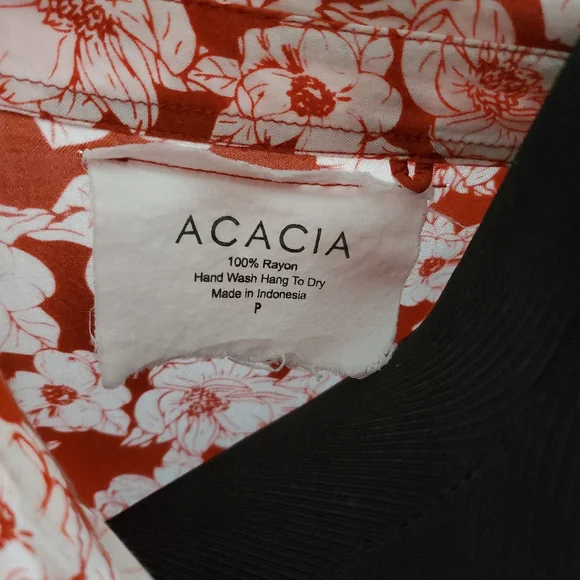 ACACIA
100% Rayon
Hand Wash Hang To Dry
Made in Indonesia
P